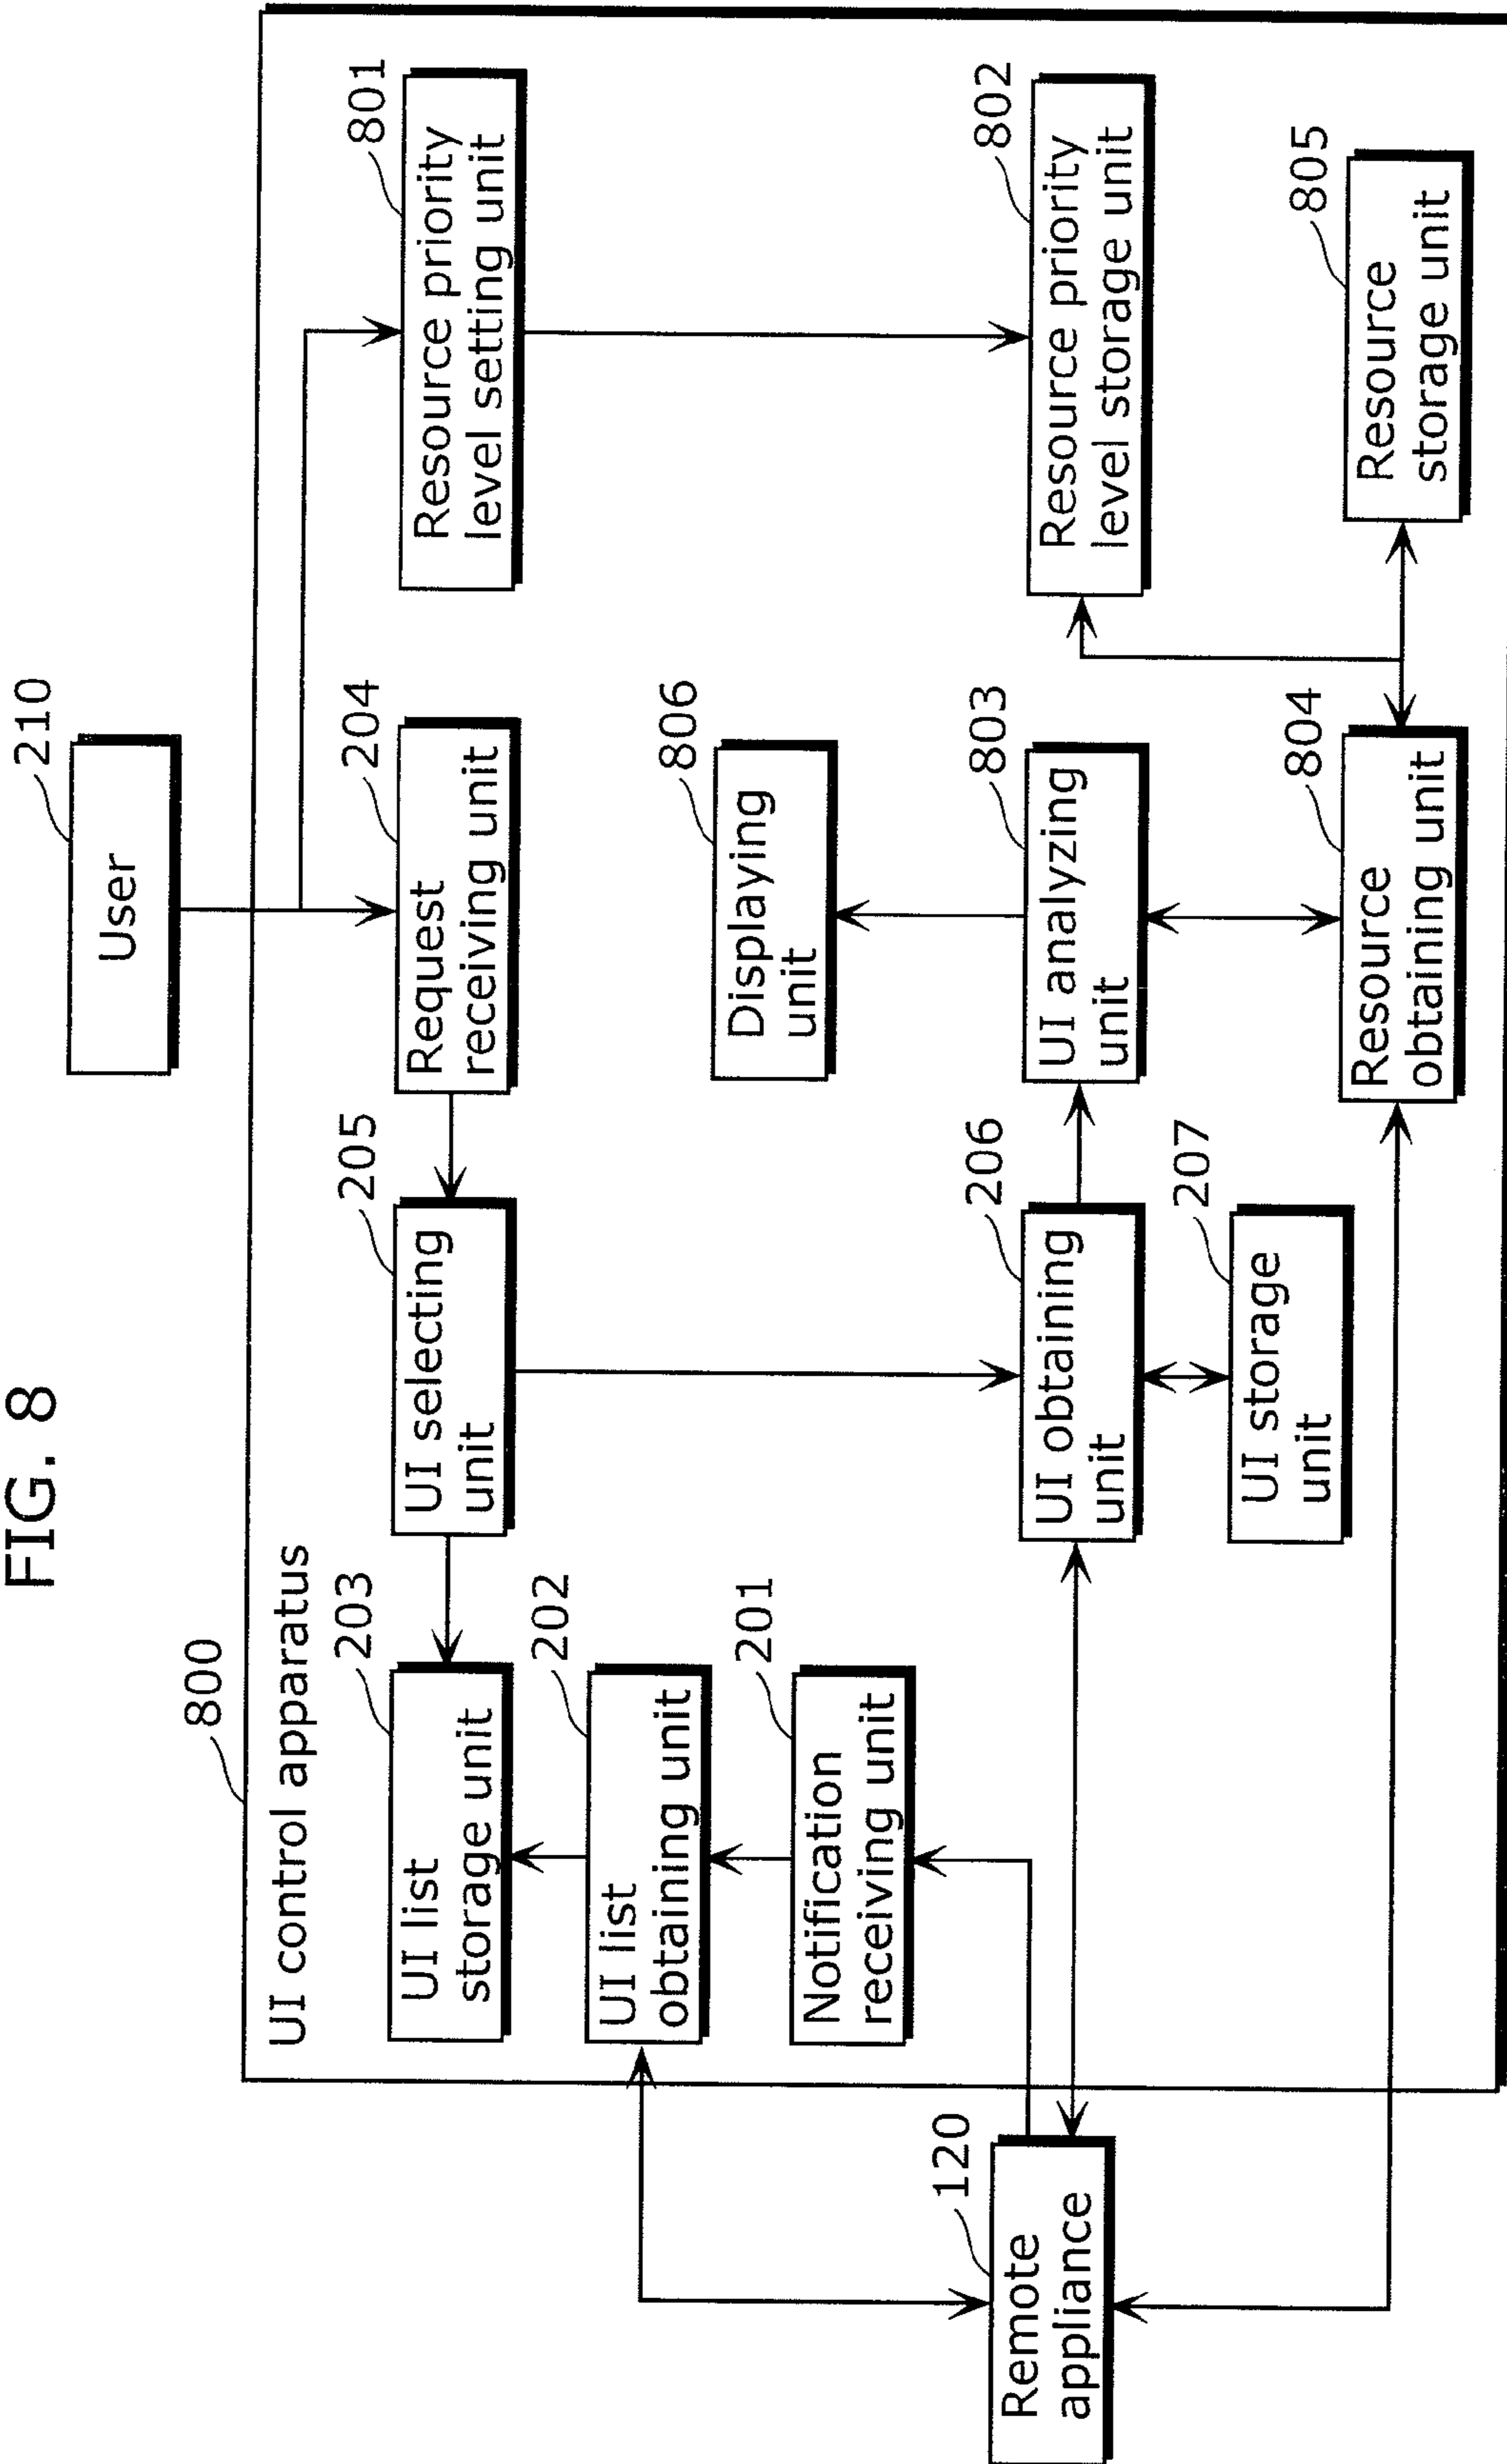 FIG. 8
210
User
800
UI control apparatus
203
UI list
storage unit
205
UI selecting
unit
204
Request
receiving unit
801
Resource priority
level setting unit
202
UI list
obtaining unit
201
Notification
receiving unit
806
Displaying
unit
120
Remote
appliance
206
UI obtaining
unit
803
UI analyzing
unit
802
Resource priority
level storage unit
207
UI storage
unit
804
Resource
obtaining unit
805
Resource
storage unit